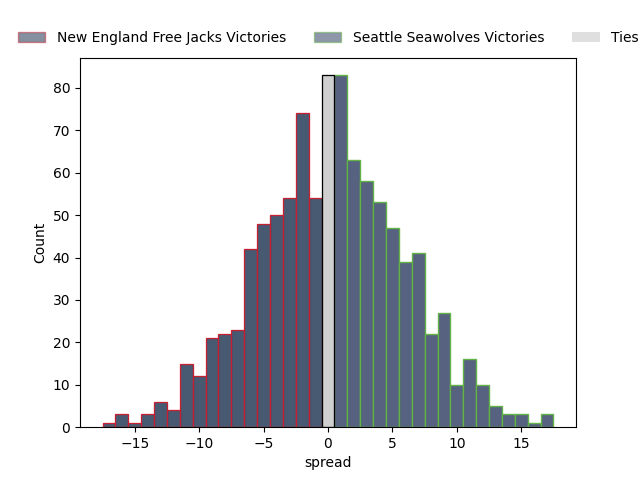 New England Free Jacks Victories Seattle Seawolves Victories Ties
80
70
60
50
40
30
20
10
0
Count
−15 −10 −5 0 5 10 15
spread